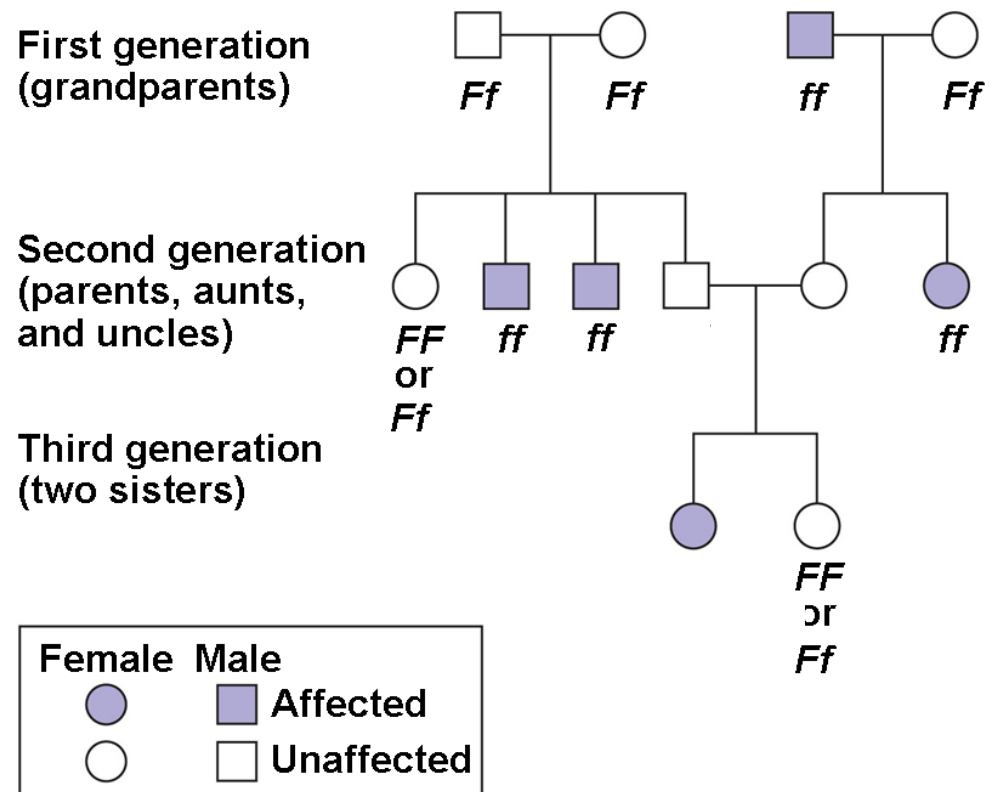 First generation
(grandparents)
Ff Ff ff Ff
Second generation
(parents, aunts,
and uncles)
FF
or
Ff
ff ff ff
Third generation
(two sisters)
FF
or
Ff
Female Male
Affected
Unaffected